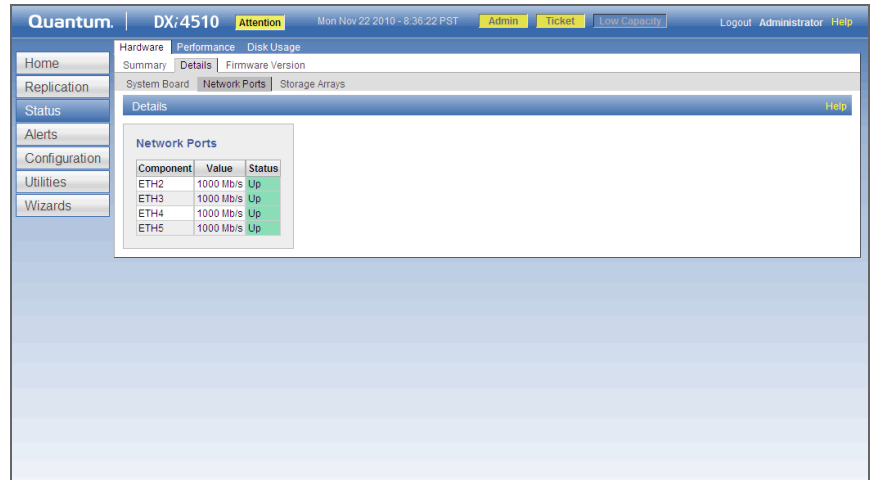 Quantum. DXi4510 Attention Mon Nov 22 2010 - 8:36:22 PST Admin Ticket Low Capacity Logout Administrator Help
Hardware Performance Disk Usage
Home
Summary Details Firmware Version
Replication
System Board Network Ports Storage Arrays
Status
Details Help
Alerts
Configuration
Utilities
Wizards
Network Ports
Component Value Status
ETH2 1000 Mb/s Up
ETH3 1000 Mb/s Up
ETH4 1000 Mb/s Up
ETH5 1000 Mb/s Up